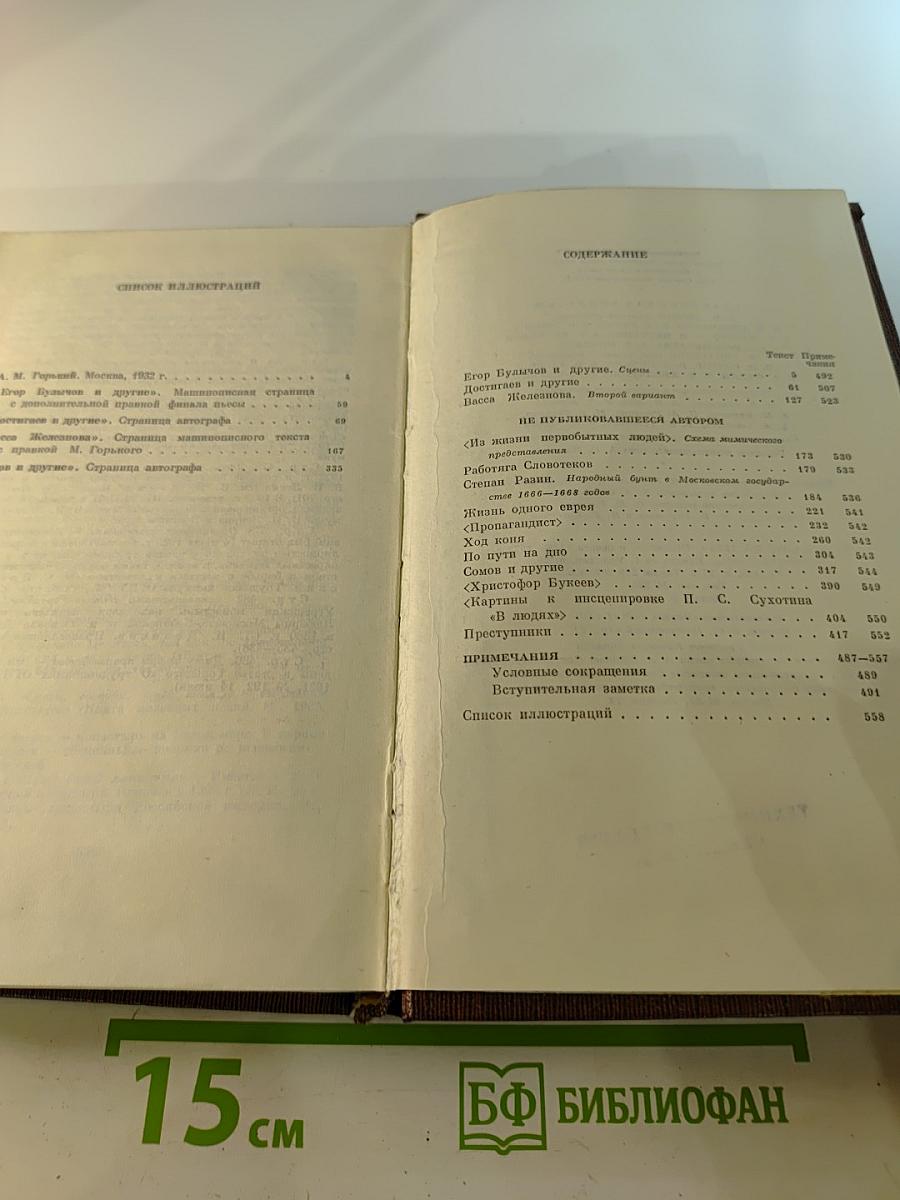 СПИСОК ИЛЛЮСТРАЦИЙ
А. М. Горький. Москва, 1932 г. . . . . . . . . . . . . 4
Егор Булычов и другие». Машинописная страница
с дополнительной правкой финала пьесы . . . . . . 59
остигаев и другие». Страница автографа . . . . . . . 69
сса Железнова». Страница машинописного текста
с правкой М. Горького . . . . . . . . . . . . . . 167
ов и другие». Страница автографа . . . . . . . 335
СОДЕРЖАНИЕ
Текст Приме-
чания
Егор Булычов и другие. Сцены . . . . . . . . . . 5 492
Достигаев и другие . . . . . . . . . . . . . . 61 507
Васса Железнова. Второй вариант . . . . . . . . 127 523
НЕ ПУБЛИКОВАВШЕЕСЯ АВТОРОМ
<Из жизни первобытных людей>. Схема мимического
представления . . . . . . . . . . . . . . 173 530
Работяга Словотеков . . . . . . . . . . . . . 179 533
Степан Разин. Народный бунт в Московском государ-
стве 1666—1668 годов . . . . . . . . . . . . 184 536
Жизнь одного еврея . . . . . . . . . . . . . 221 541
<Пропагандист> . . . . . . . . . . . . . . . 232 542
Ход коня . . . . . . . . . . . . . . . . . 260 542
По пути на дно . . . . . . . . . . . . . . . 304 543
Сомов и другие . . . . . . . . . . . . . . . 317 544
<Христофор Букеев> . . . . . . . . . . . . . 390 549
<Картины к инсценировке П. С. Сухотина
«В людях»> . . . . . . . . . . . . . . . 404 550
Преступники . . . . . . . . . . . . . . . . 417 552
ПРИМЕЧАНИЯ . . . . . . . . . . . . . . . 487—557
Условные сокращения . . . . . . . . . . . . 489
Вступительная заметка . . . . . . . . . . . . 491
Список иллюстраций . . . . . . . . . . . . . 558
15 см
БФ БИБЛИОФАН